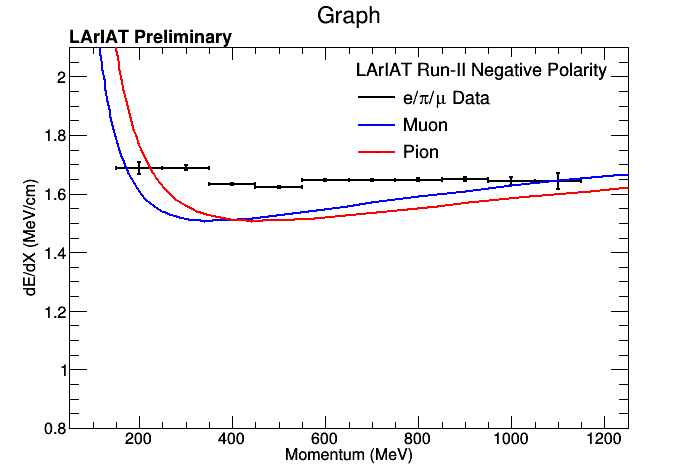 Graph
LArIAT Preliminary
LArIAT Run-II Negative Polarity
e/π/μ Data
Muon
Pion
dE/dX (MeV/cm)
2
1.8
1.6
1.4
1.2
1
0.8
200 400 600 800 1000 1200
Momentum (MeV)